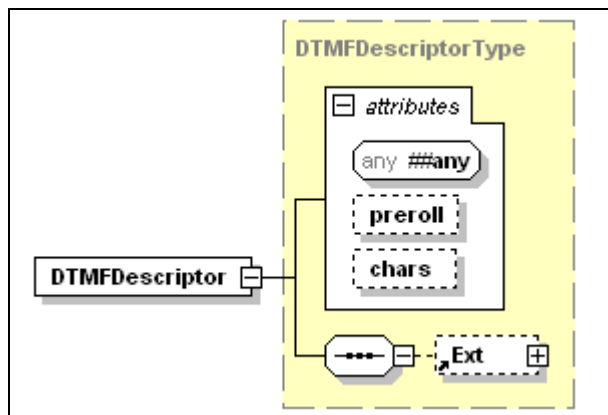 DTMFDescriptorType
attributes
any ##any
preroll
chars
DTMFDescriptor
Ext